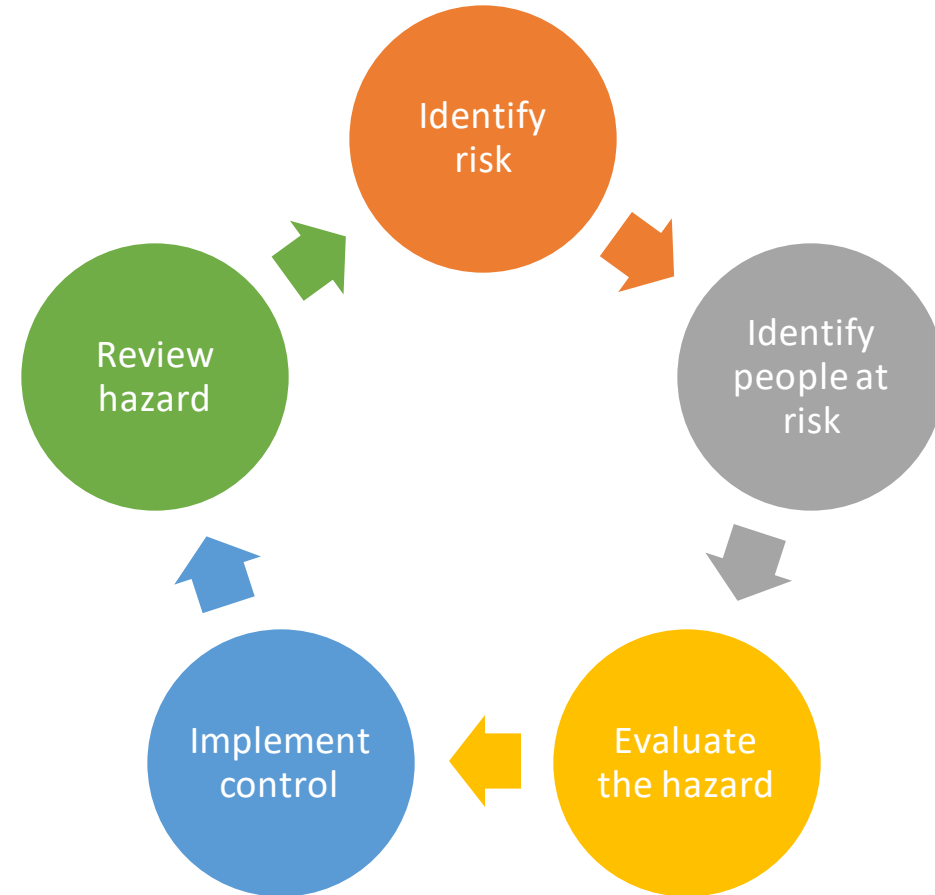 Identify
risk
Identify
people at
risk
Evaluate
the hazard
Implement
control
Review
hazard